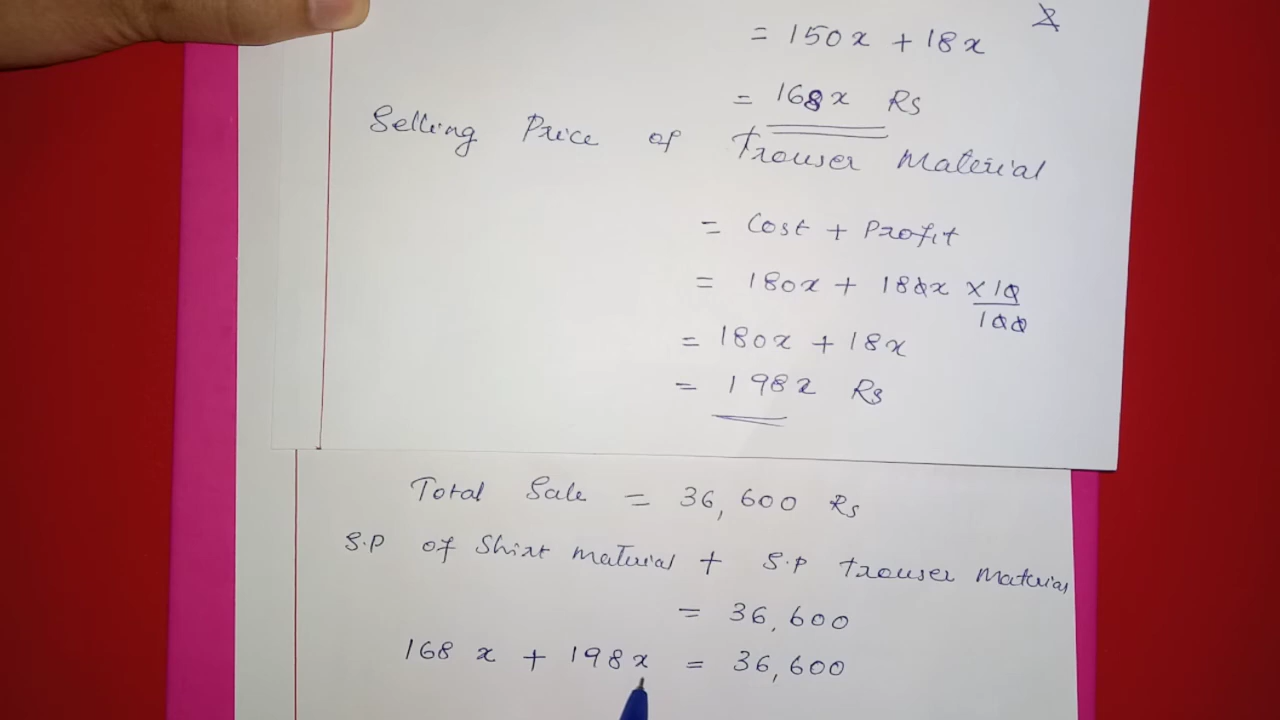 = 150x + 18x
= 168x Rs
Selling Price of Trouser Material
= Cost + Profit
= 180x + 180x × 10/100
= 180x + 18x
= 198x Rs
Total Sale = 36,600 Rs
S.P of Shirt material + S.P trouser Material
= 36,600
168 x + 198x = 36,600